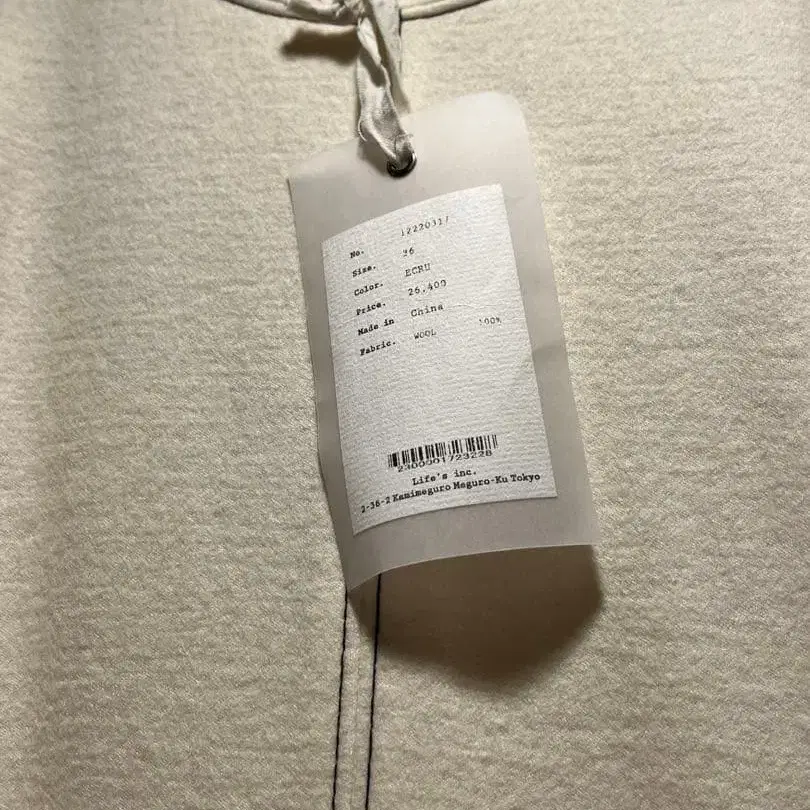 No. 12220317
Size. 36
Color. ECRU
Price. 26,400
Made in China
Fabric. WOOL 100%
2300001723228
Life's inc.
2-36-2 Kamimeguro Meguro-Ku Tokyo